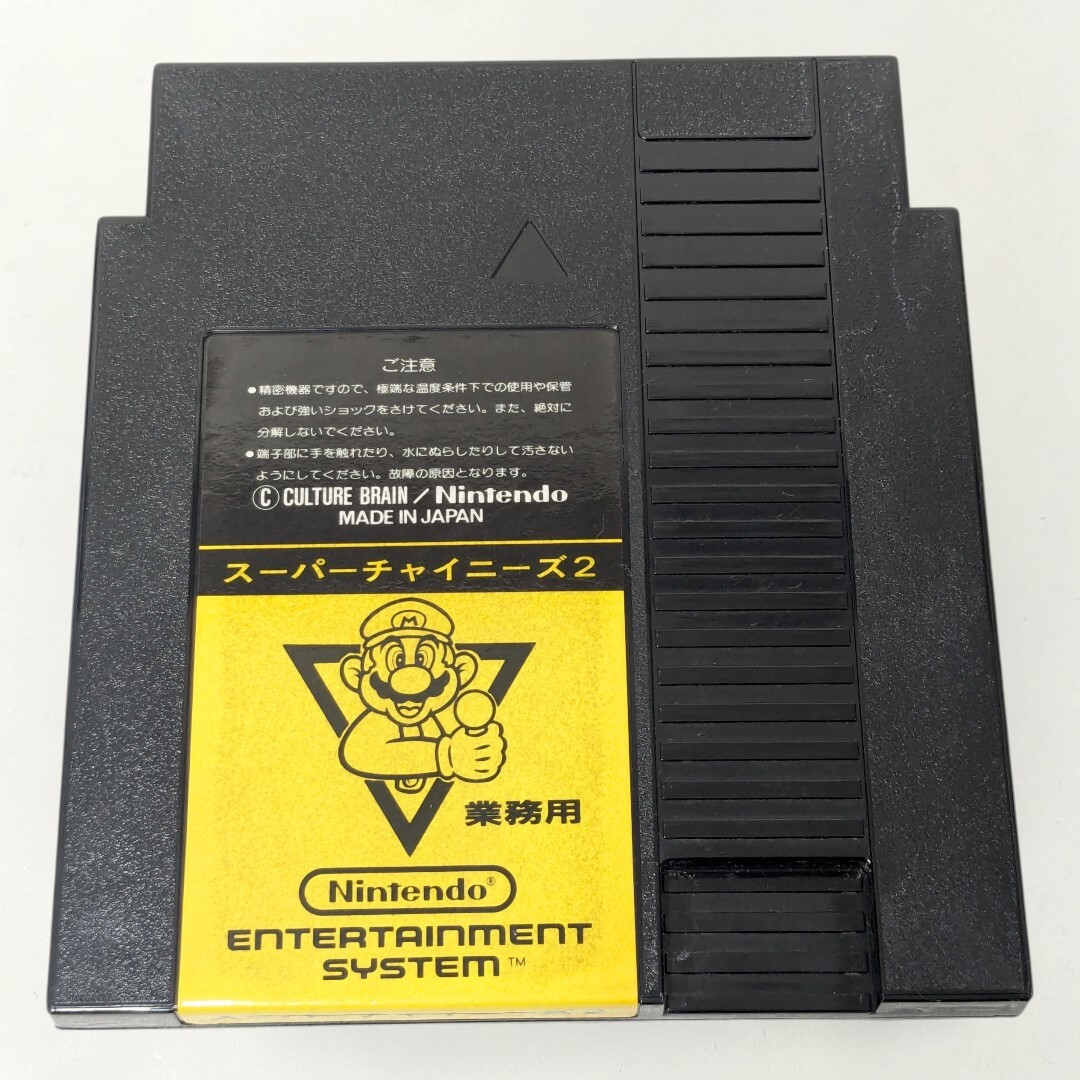 ご注意
●精密機器ですので、極端な温度条件下での使用や保管
および強いショックをさけてください。また、絶対に
分解しないでください。
●端子部に手を触れたり、水にぬらしたりして汚さない
ようにしてください。故障の原因となります。
© CULTURE BRAIN / Nintendo
MADE IN JAPAN
スーパーチャイニーズ2
M
業務用
Nintendo®
ENTERTAINMENT
SYSTEM™